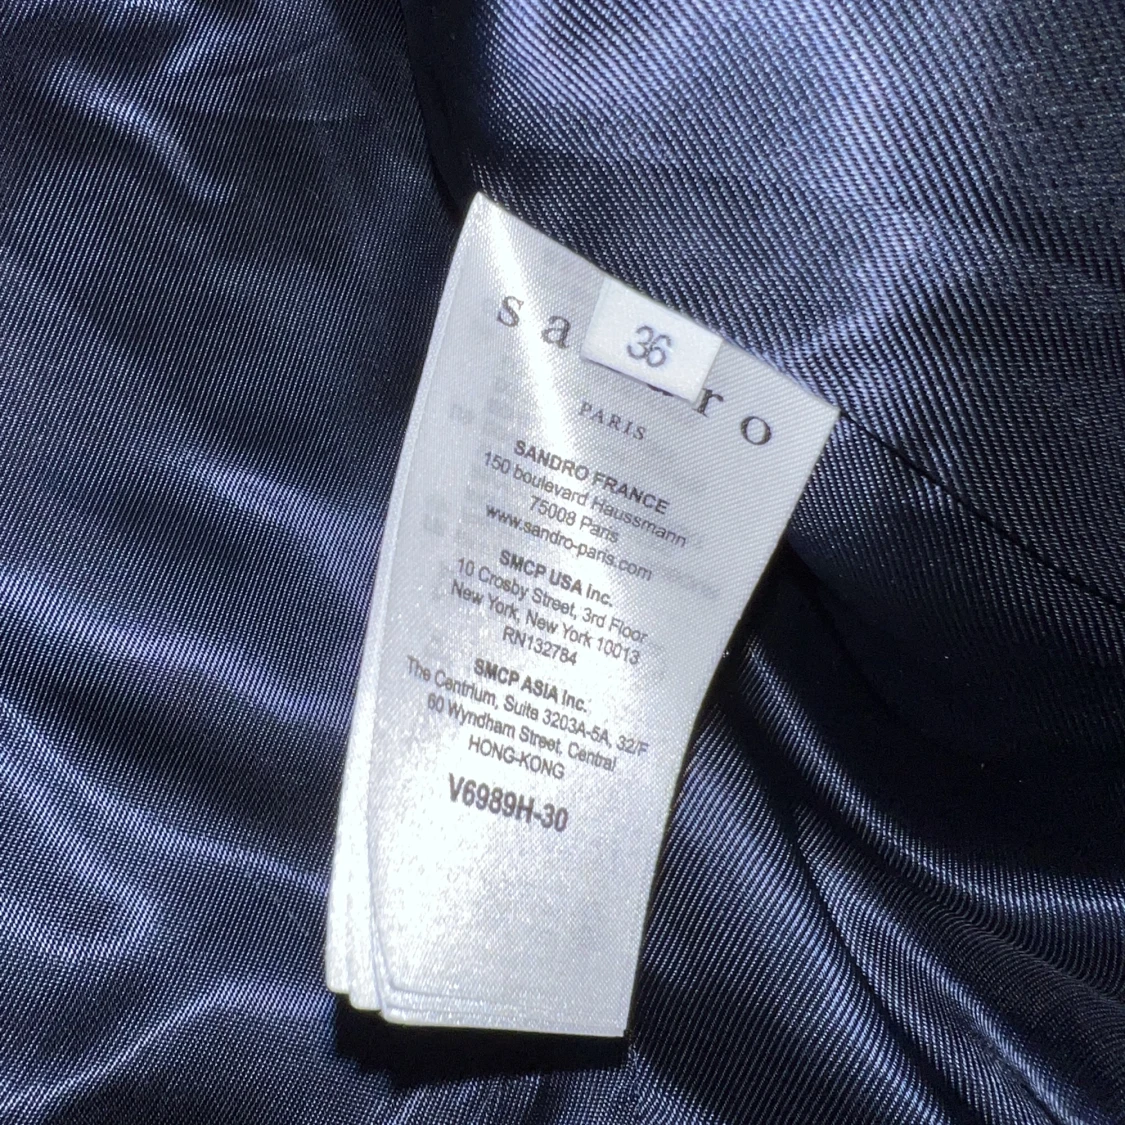 sa ro
36
PARIS
SANDRO FRANCE
150 boulevard Haussmann
75008 Paris
www.sandro-paris.com
SMCP USA Inc.
10 Crosby Street, 3rd Floor
New York, New York 10013
RN132784
SMCP ASIA Inc.
The Centrium, Suite 3203A-5A, 32/F
60 Wyndham Street, Central
HONG-KONG
V6989H-30